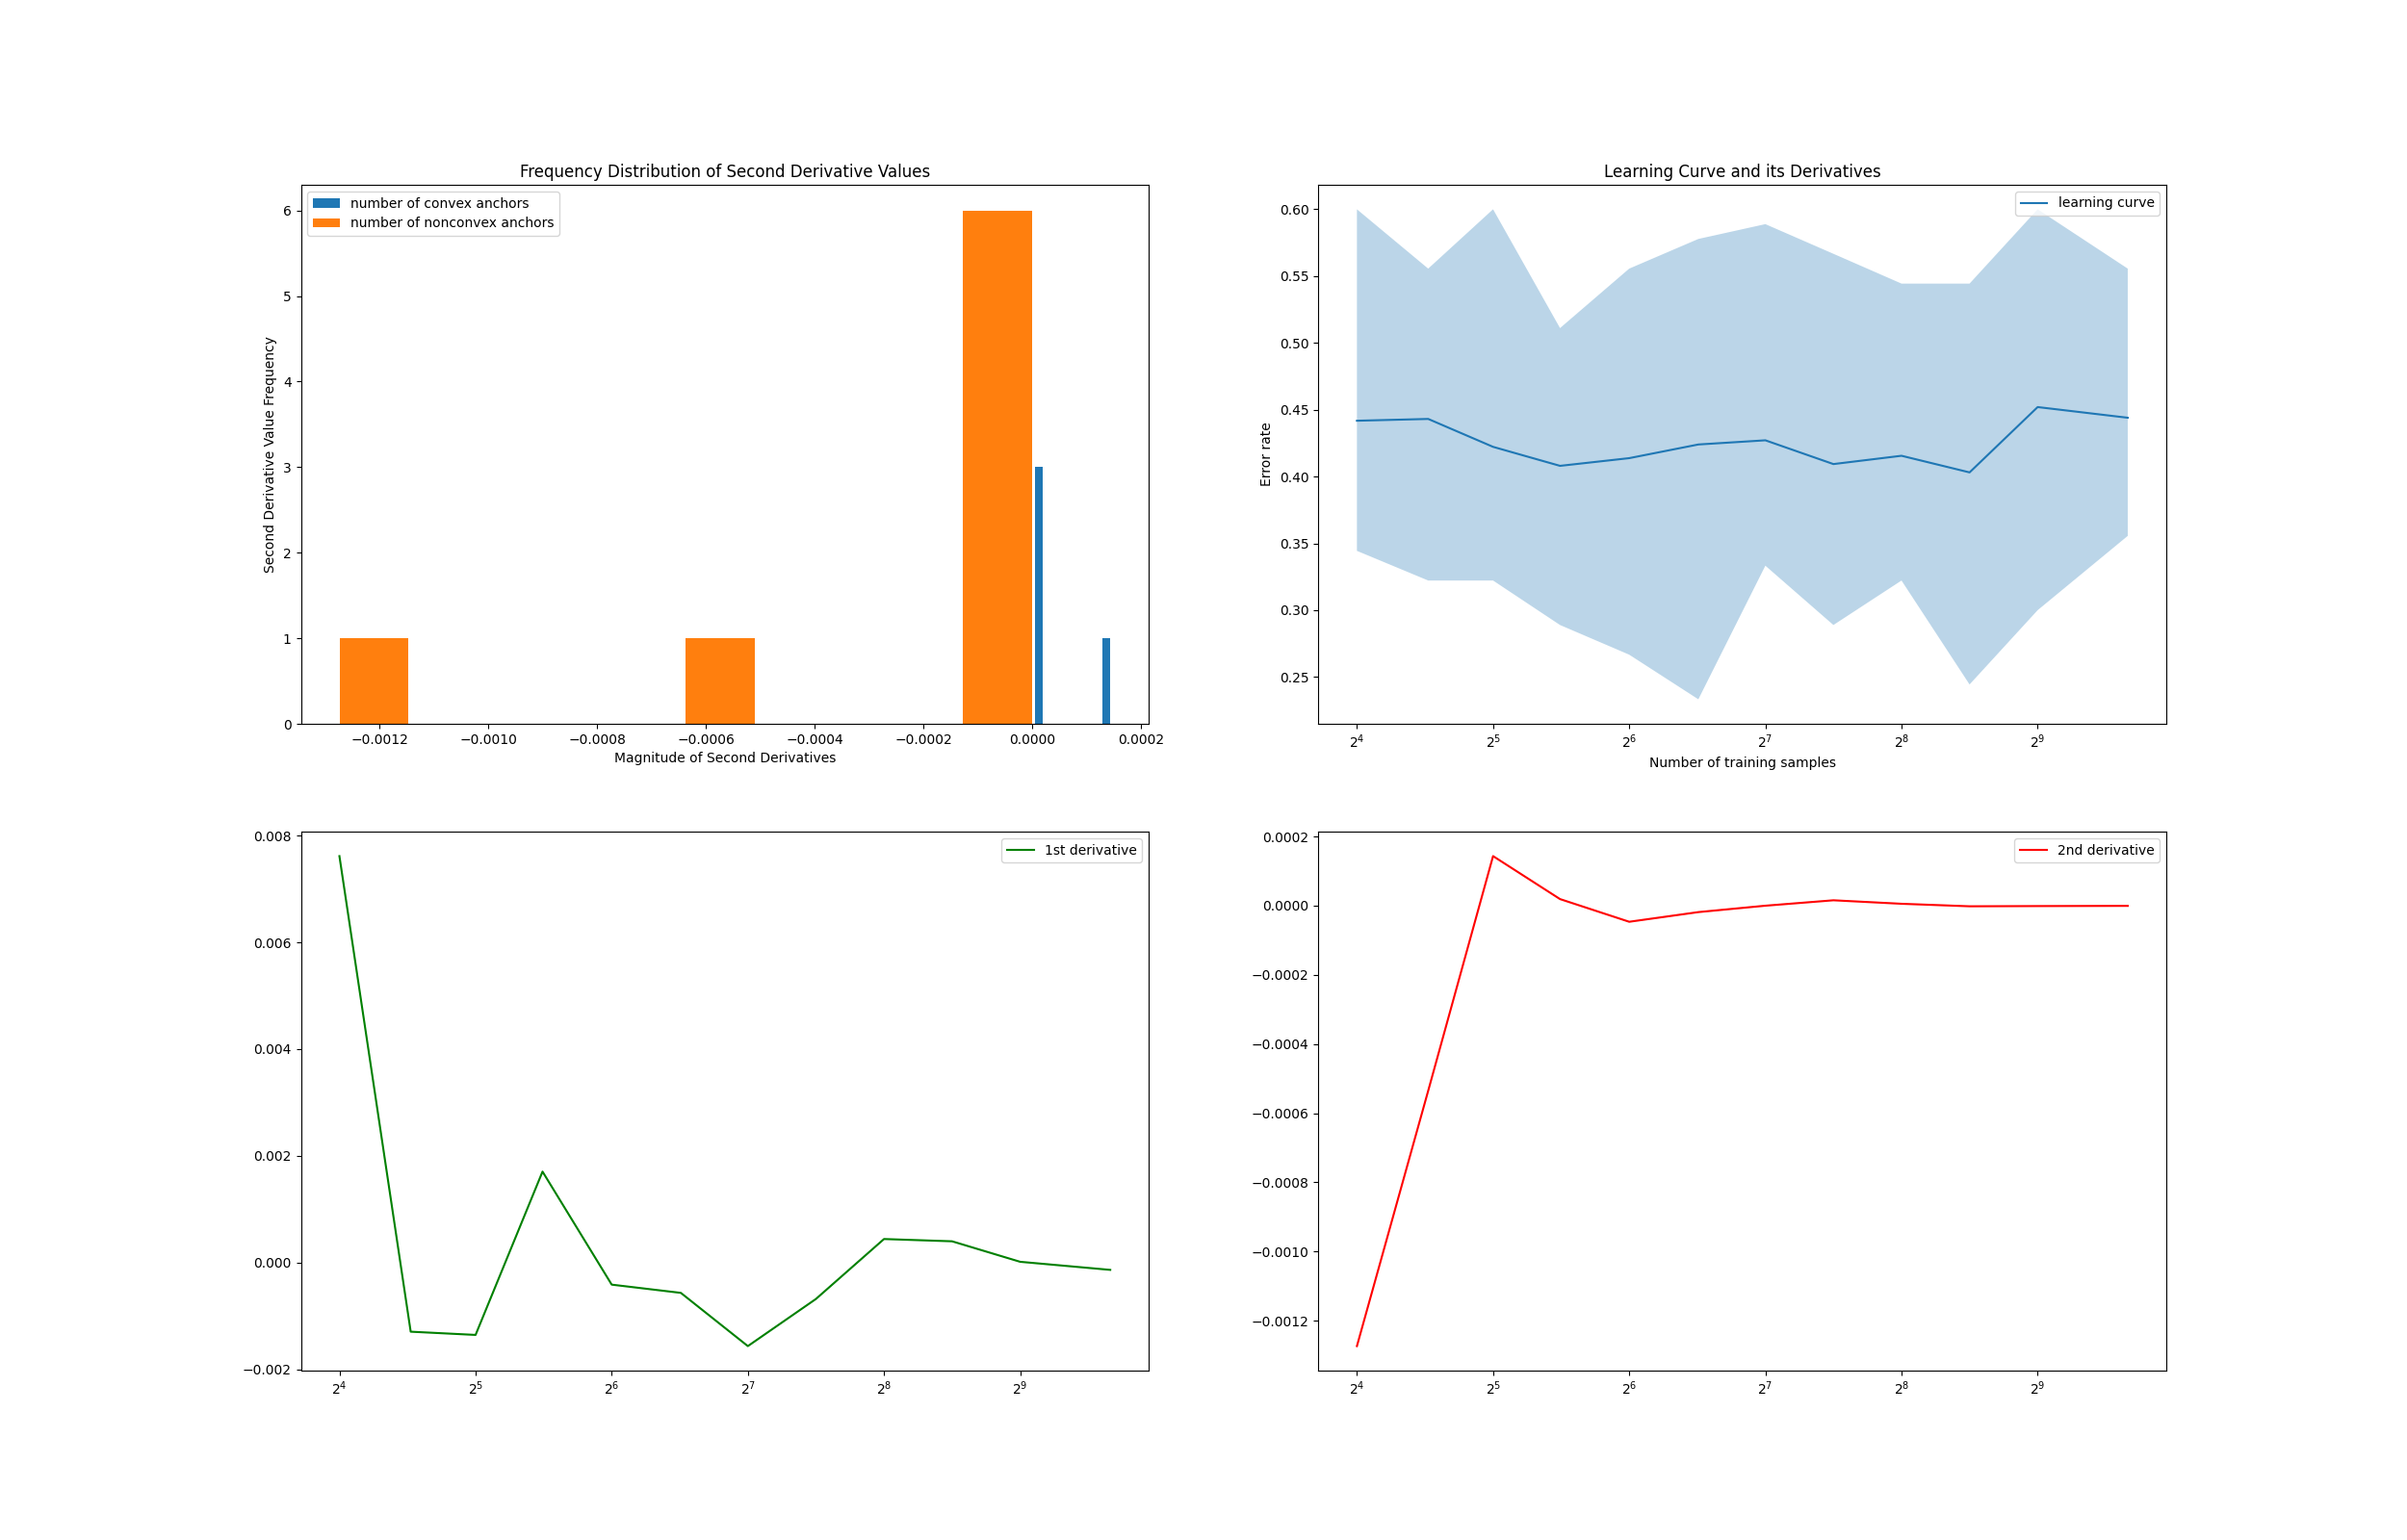 Frequency Distribution of Second Derivative Values
number of convex anchors
number of nonconvex anchors
6
5
4
3
2
1
0
Second Derivative Value Frequency
−0.0012 −0.0010 −0.0008 −0.0006 −0.0004 −0.0002 0.0000 0.0002
Magnitude of Second Derivatives
Learning Curve and its Derivatives
learning curve
0.60
0.55
0.50
0.45
0.40
0.35
0.30
0.25
Error rate
2⁴ 2⁵ 2⁶ 2⁷ 2⁸ 2⁹
Number of training samples
1st derivative
0.008
0.006
0.004
0.002
0.000
−0.002
2⁴ 2⁵ 2⁶ 2⁷ 2⁸ 2⁹
2nd derivative
0.0002
0.0000
−0.0002
−0.0004
−0.0006
−0.0008
−0.0010
−0.0012
2⁴ 2⁵ 2⁶ 2⁷ 2⁸ 2⁹